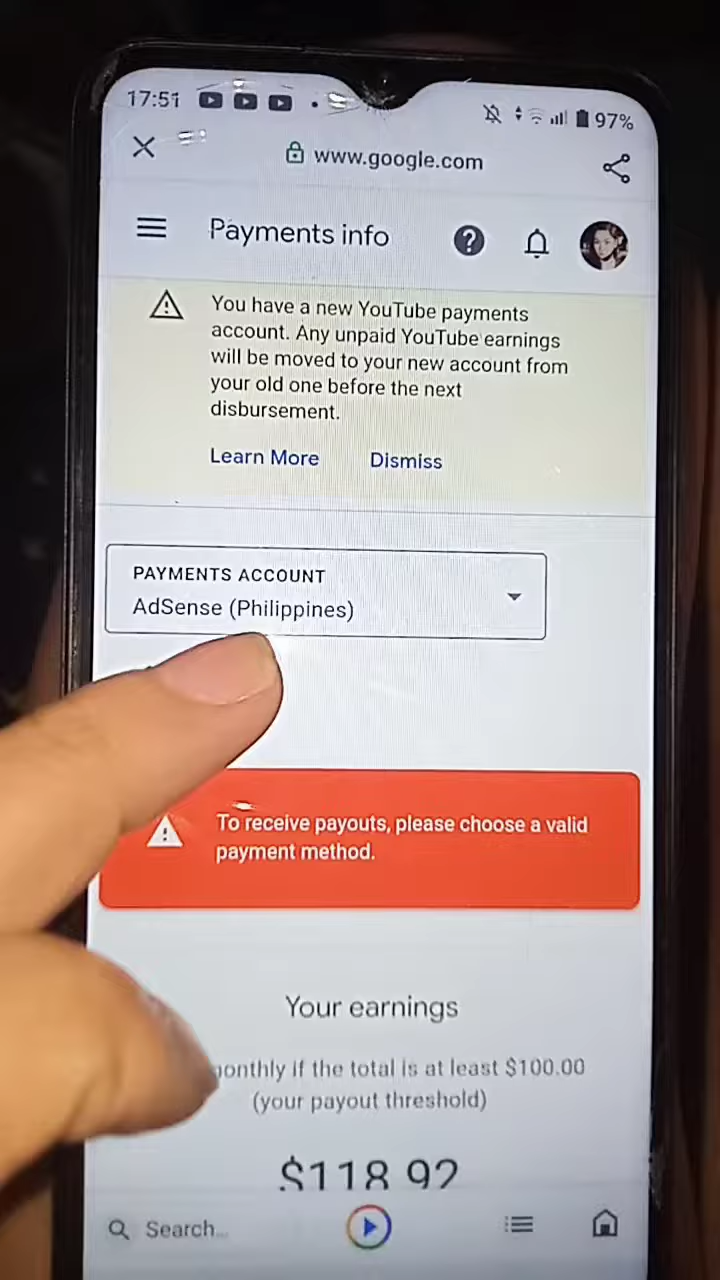 17:51
97%
www.google.com
Payments info
You have a new YouTube payments
account. Any unpaid YouTube earnings
will be moved to your new account from
your old one before the next
disbursement.
Learn More Dismiss
PAYMENTS ACCOUNT
AdSense (Philippines)
To receive payouts, please choose a valid
payment method.
Your earnings
monthly if the total is at least $100.00
(your payout threshold)
$118.92
Search...